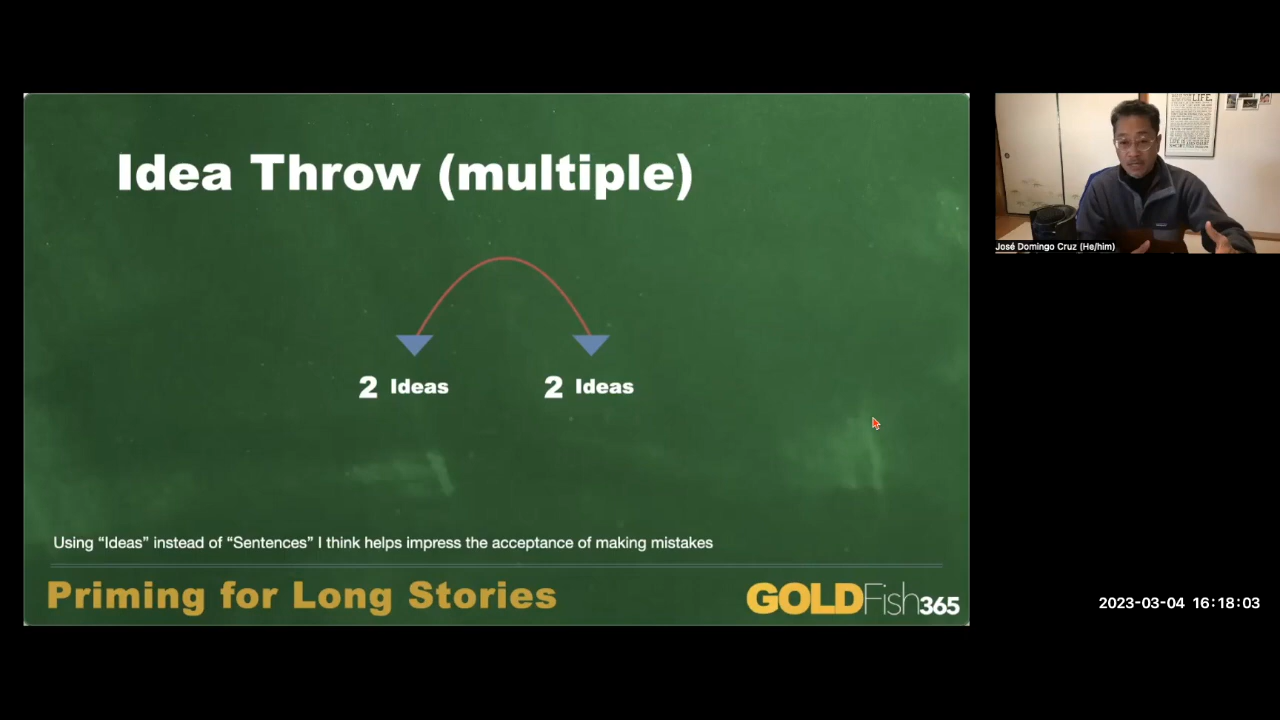 Idea Throw (multiple)
2 Ideas 2 Ideas
Using “Ideas” instead of “Sentences” I think helps impress the acceptance of making mistakes
Priming for Long Stories
GOLDFish365
LIFE.
José Domingo Cruz (He/him)
2023-03-04 16:18:03